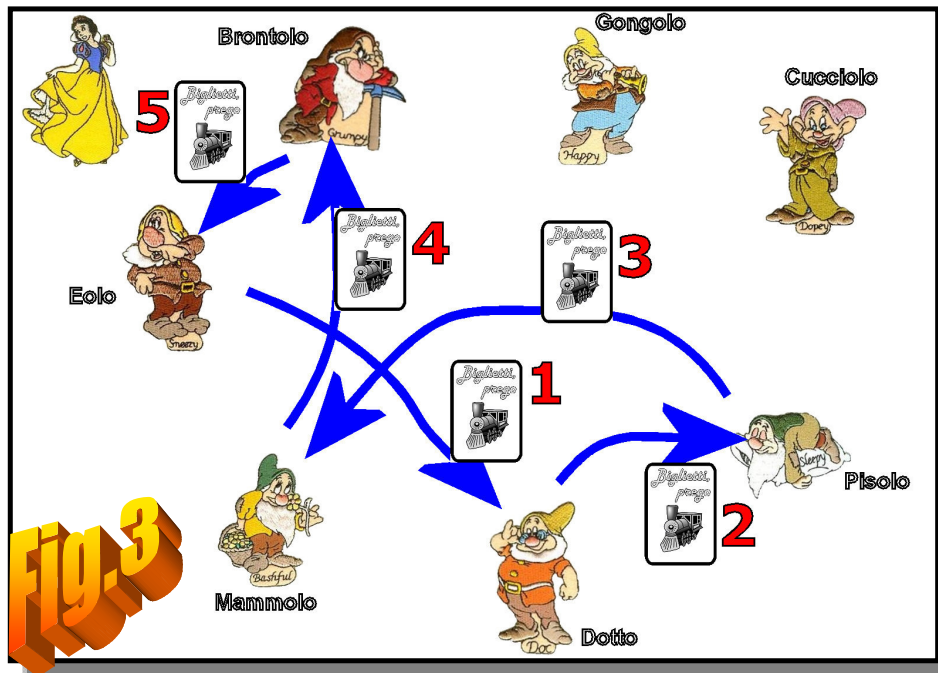 Brontolo
Gongolo
Cucciolo
5
Biglietti,
prego
Grumpy
Happy
Dopey
Biglietti,
prego
4
Biglietti,
prego
3
Eolo
Sneezy
Biglietti,
prego
1
Sleepy
Pisolo
Biglietti,
prego
2
Bashful
Mammolo
Doc
Dotto
Fig.3